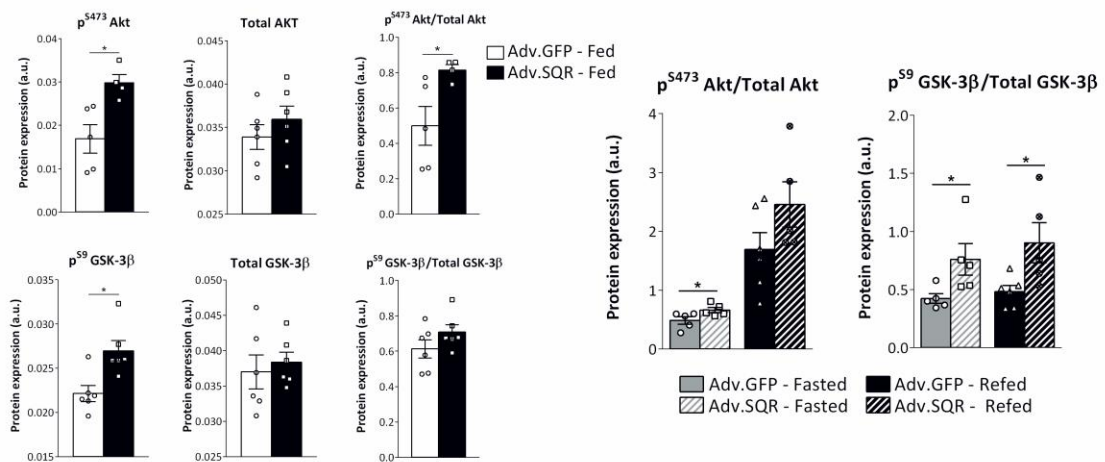 p^S473 Akt
Protein expression (a.u.)
0.04
0.03
0.02
0.01
0.00
*
Total AKT
Protein expression (a.u.)
0.045
0.040
0.035
0.030
0.025
p^S473 Akt/Total Akt
Protein expression (a.u.)
1.0
0.8
0.6
0.4
0.2
0.0
*
Adv.GFP - Fed
Adv.SQR - Fed
p^S9 GSK-3β
Protein expression (a.u.)
0.035
0.030
0.025
0.020
0.015
*
Total GSK-3β
Protein expression (a.u.)
0.050
0.045
0.040
0.035
0.030
0.025
p^S9 GSK-3β/Total GSK-3β
Protein expression (a.u.)
1.0
0.8
0.6
0.4
0.2
0.0
p^S473 Akt/Total Akt
Protein expression (a.u.)
4
3
2
1
0
*
p^S9 GSK-3β/Total GSK-3β
Protein expression (a.u.)
2.0
1.5
1.0
0.5
0.0
*
*
Adv.GFP - Fasted
Adv.GFP - Refed
Adv.SQR - Fasted
Adv.SQR - Refed